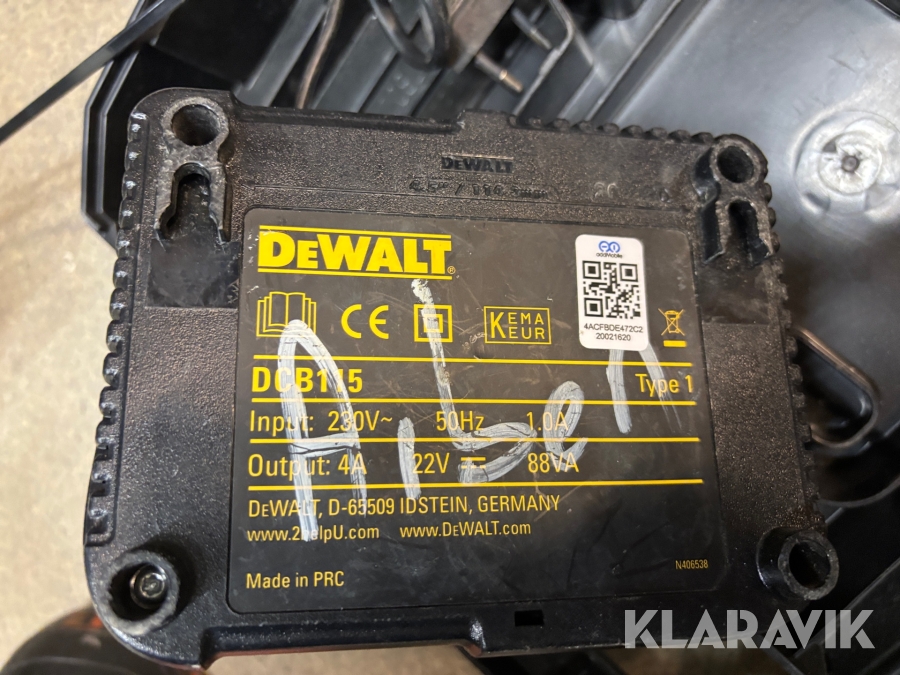 DEWALT
DEWALT®
addMobile
4ACFBDE472C2
20021620
CE
KEMA
KEUR
DCB115
Type 1
Input: 230V~ 50Hz 1.0A
Output: 4A 22V 88VA
DEWALT, D-65509 IDSTEIN, GERMANY
www.2helpU.com www.DEWALT.com
Made in PRC
N406538
KLARAVIK